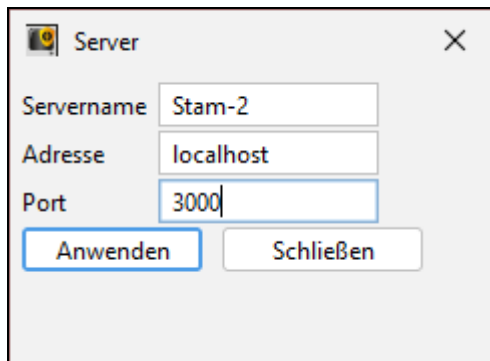 Server
Servername Stam-2
Adresse localhost
Port 3000
Anwenden Schließen